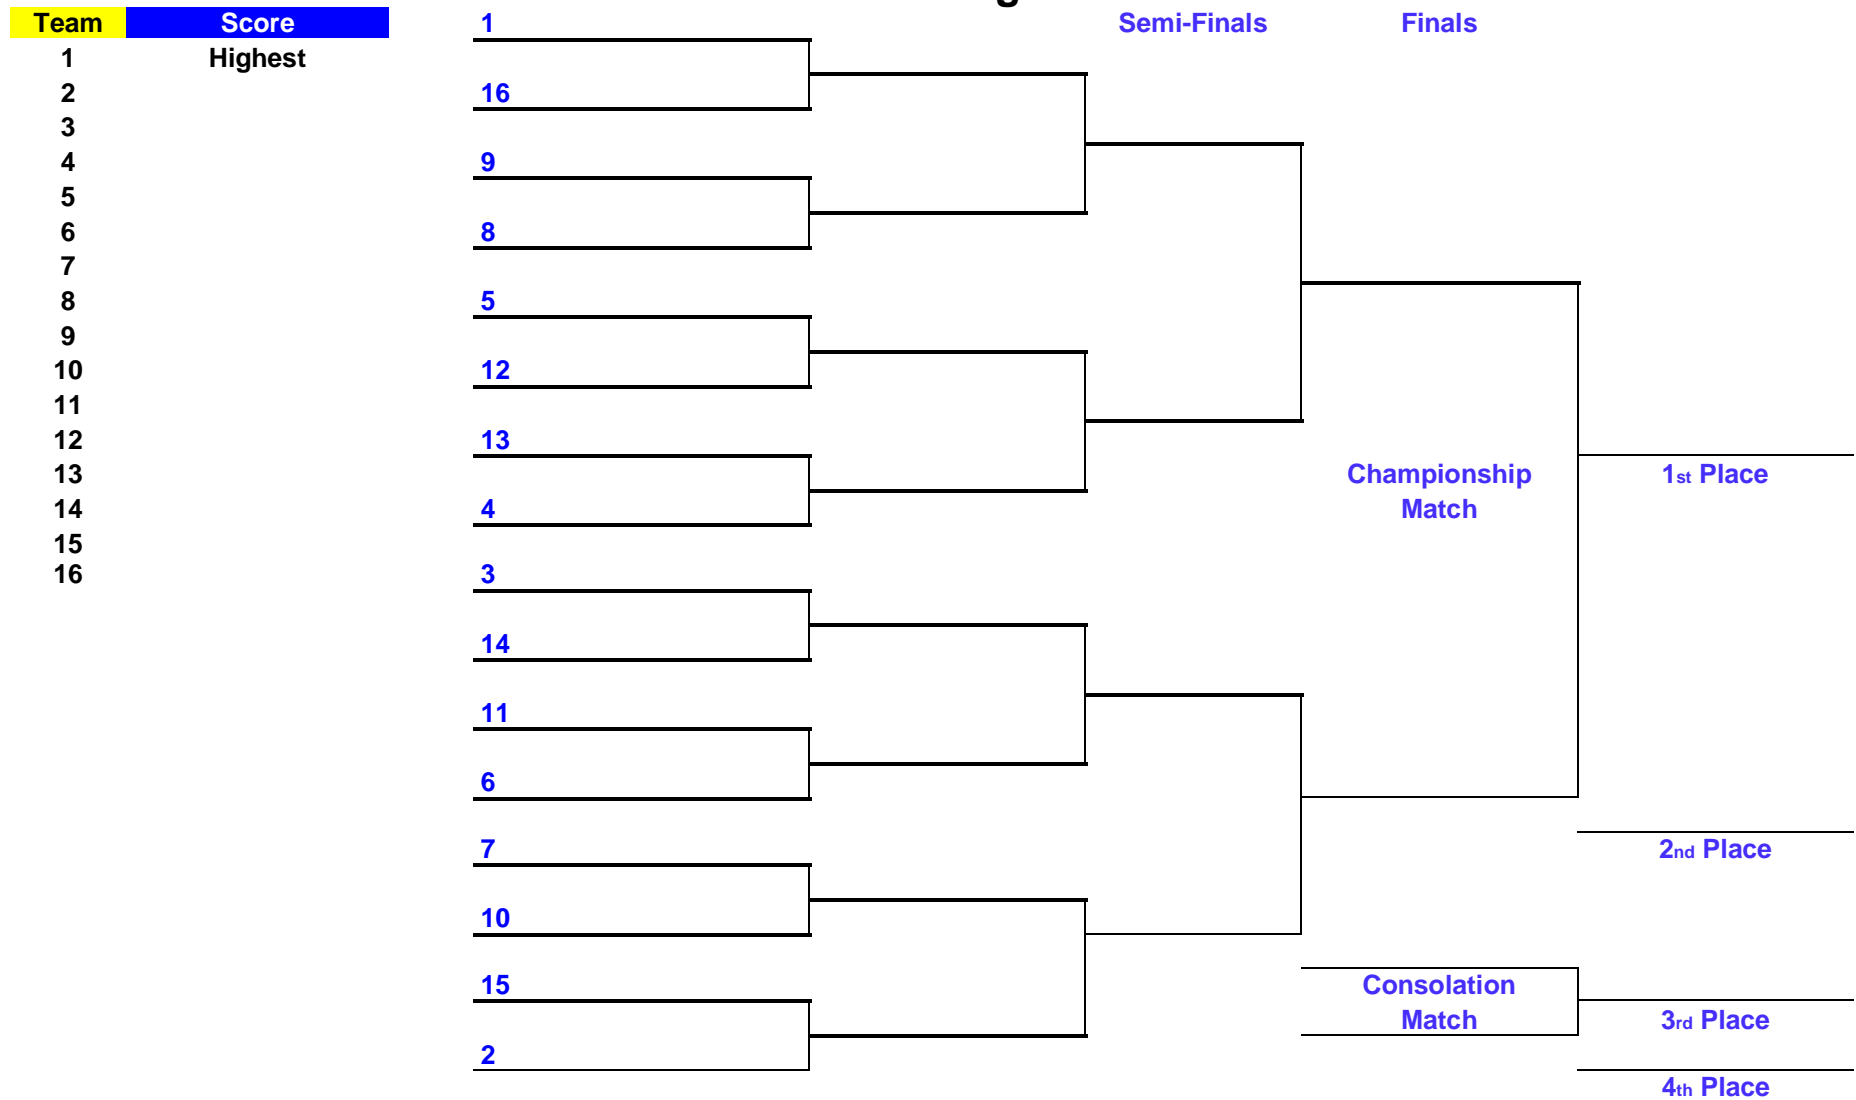 Team Score
1 Highest
2
3
4
5
6
7
8
9
10
11
12
13
14
15
16
1
16
9
8
5
12
13
4
3
14
11
6
7
10
15
2
Semi-Finals
Finals
Championship
Match
1st Place
2nd Place
Consolation
Match
3rd Place
4th Place